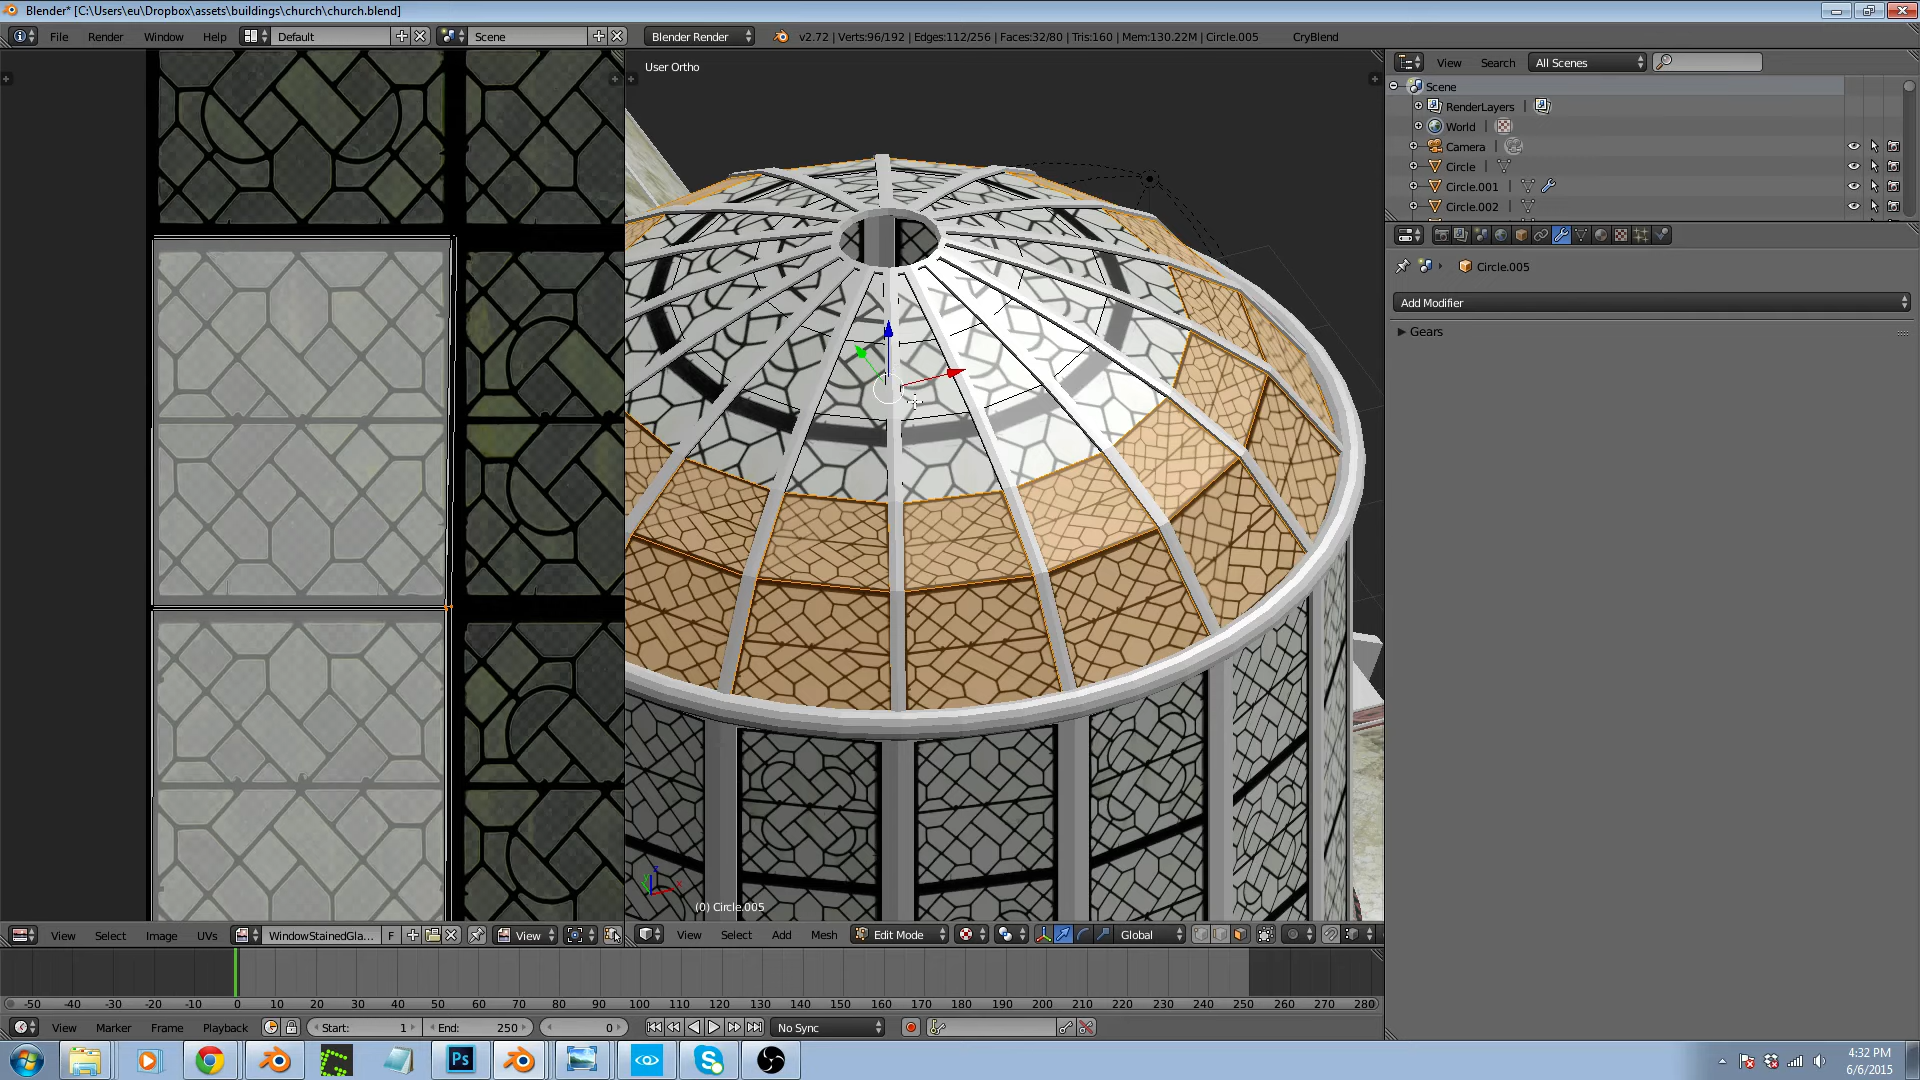 Blender* [C:\Users\eu\Dropbox\assets\buildings\church\church.blend]
File Render Window Help Default Scene Blender Render v2.72 | Verts:96/192 | Edges:112/256 | Faces:32/80 | Tris:160 | Mem:130.22M | Circle.005 CryBlend
User Ortho
View Search All Scenes
Scene
RenderLayers
World
Camera
Circle
Circle.001
Circle.002
Circle.005
Add Modifier
Gears
(0) Circle.005
View Select Image UVs WindowStainedGla... F View
View Select Add Mesh Edit Mode Global
-50 -40 -30 -20 -10 0 10 20 30 40 50 60 70 80 90 100 110 120 130 140 150 160 170 180 190 200 210 220 230 240 250 260 270 280
View Marker Frame Playback Start: 1 End: 250 0 No Sync
Ps
4:32 PM
6/6/2015